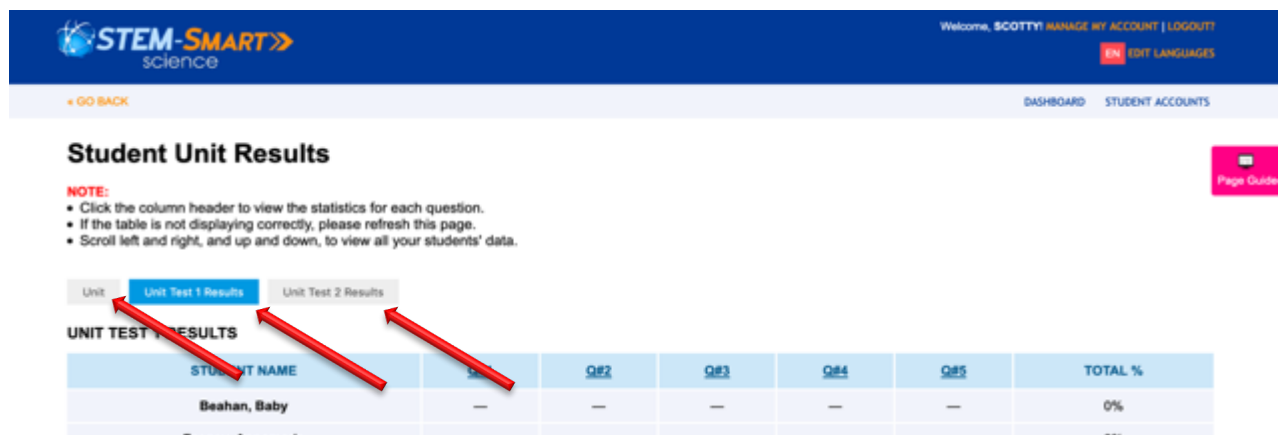 Welcome, SCOTTY! MANAGE MY ACCOUNT | LOGOUT?
STEM-SMART
science
EN EDIT LANGUAGES
« GO BACK
DASHBOARD STUDENT ACCOUNTS
Student Unit Results
Page Guide
NOTE:
• Click the column header to view the statistics for each question.
• If the table is not displaying correctly, please refresh this page.
• Scroll left and right, and up and down, to view all your students' data.
Unit Unit Test 1 Results Unit Test 2 Results
UNIT TEST 1 RESULTS
STUDENT NAME Q#2 Q#3 Q#4 Q#5 TOTAL %
Beahan, Baby — — — — — 0%